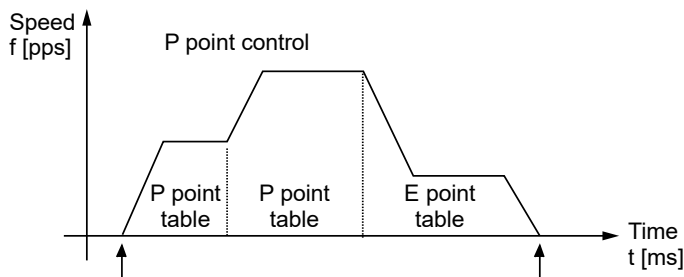 Speed
f [pps]
P point control
P point
table
P point
table
E point
table
Time
t [ms]